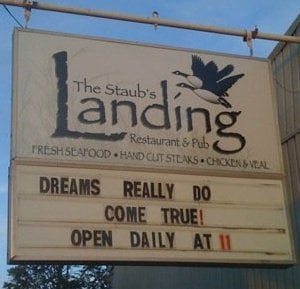 The Staub's
Landing
Restaurant & Pub
FRESH SEAFOOD • HAND CUT STEAKS • CHICKEN & VEAL
DREAMS REALLY DO
COME TRUE!
OPEN DAILY AT 11